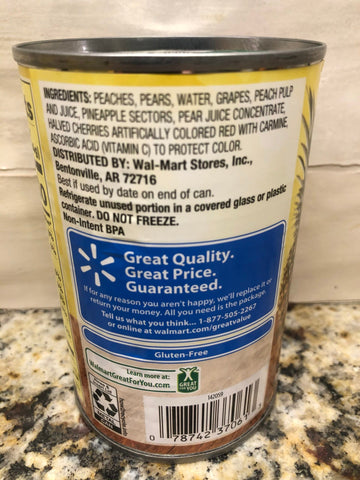 INGREDIENTS: PEACHES, PEARS, WATER, GRAPES, PEACH PULP
AND JUICE, PINEAPPLE SECTORS, PEAR JUICE CONCENTRATE,
HALVED CHERRIES ARTIFICIALLY COLORED RED WITH CARMINE,
ASCORBIC ACID (VITAMIN C) TO PROTECT COLOR.
DISTRIBUTED BY: Wal-Mart Stores, Inc.,
Bentonville, AR 72716
Best if used by date on end of can.
Refrigerate unused portion in a covered glass or plastic
container. DO NOT FREEZE.
Non-intent BPA
Great Quality.
Great Price.
Guaranteed.
If for any reason you aren't happy, we'll replace it or
return your money. All you need is the package.
Tell us what you think... 1-877-505-2267
or online at walmart.com/greatvalue
Gluten-Free
Learn more at:
WalmartGreatForYou.com
GREAT
FOR YOU
142059
0 78742 3706